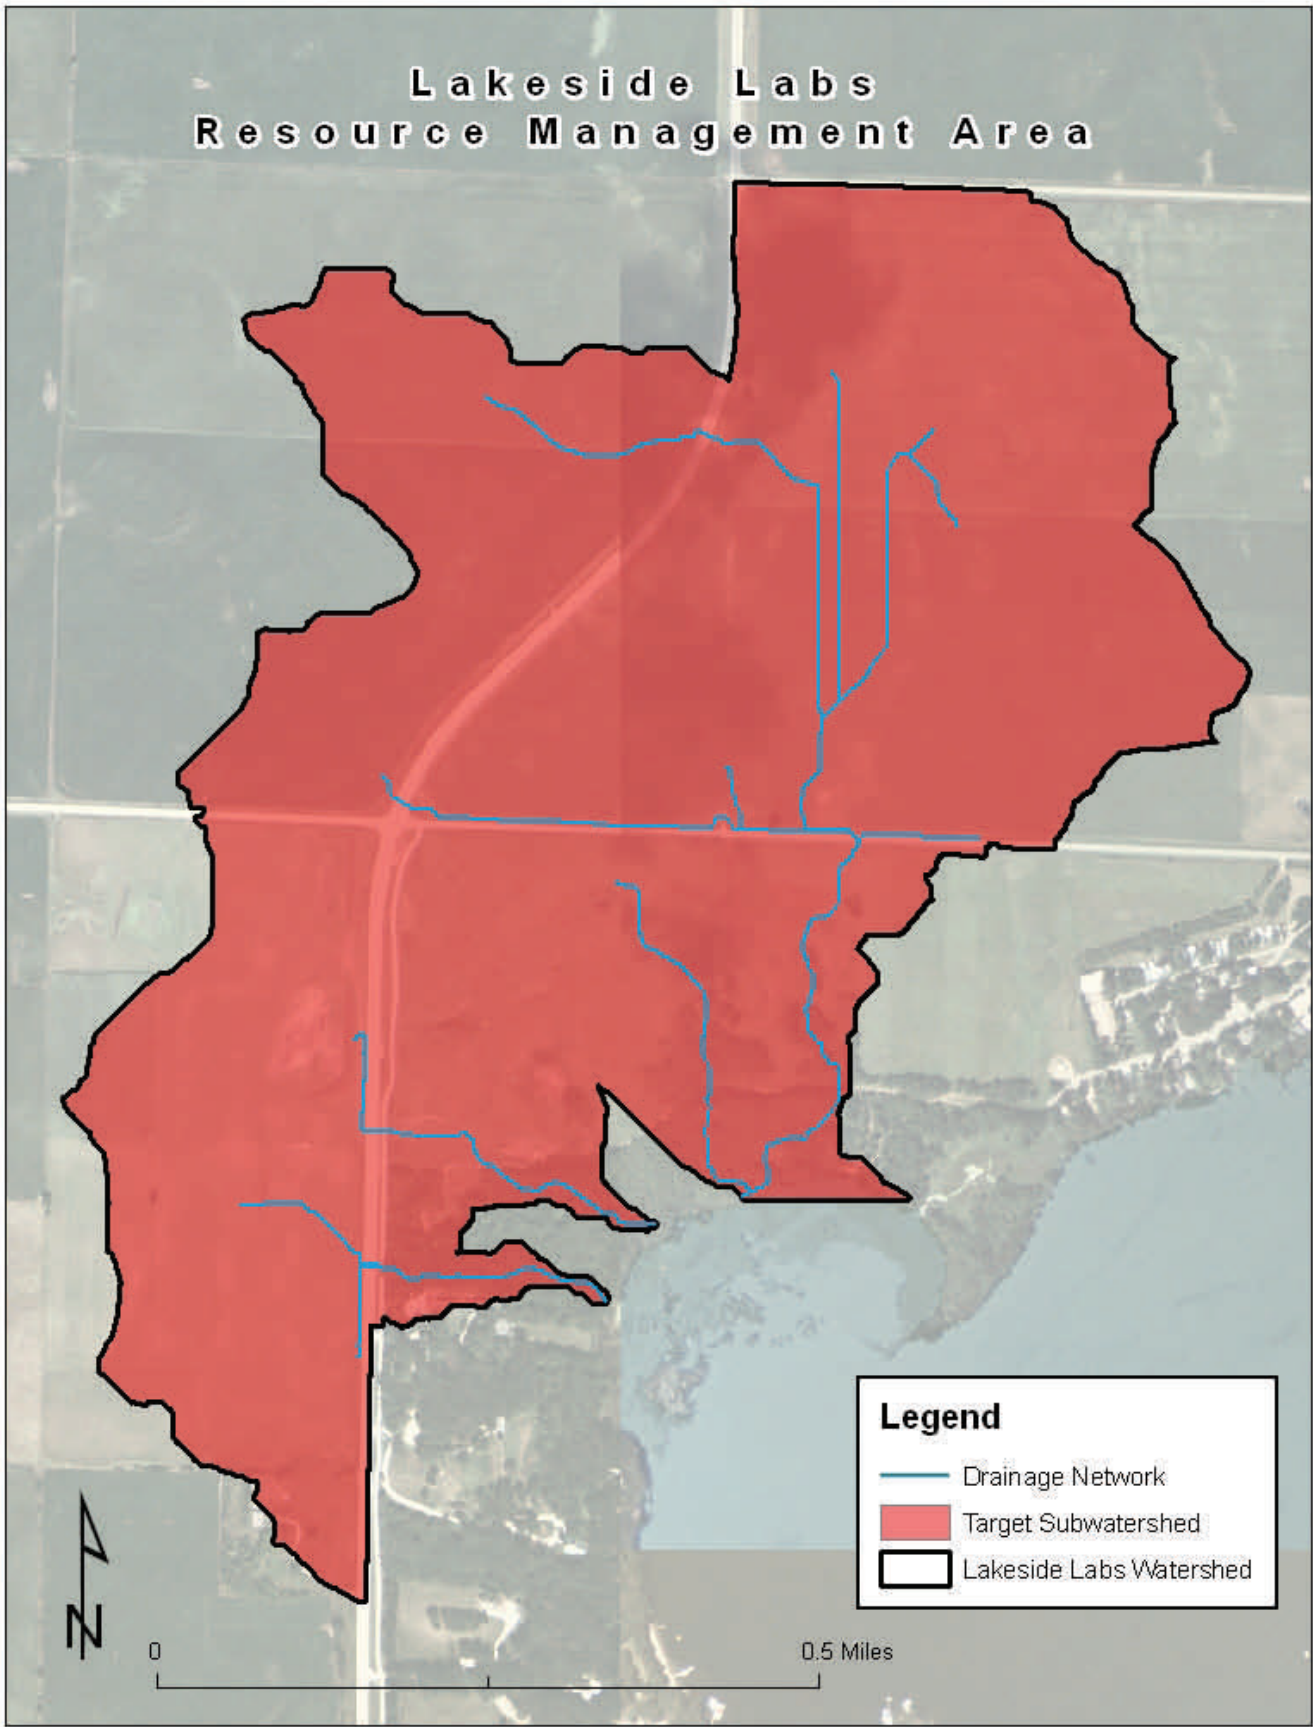 Lakeside Labs
Resource Management Area
Legend
Drainage Network
Target Subwatershed
Lakeside Labs Watershed
N
0
0.5 Miles